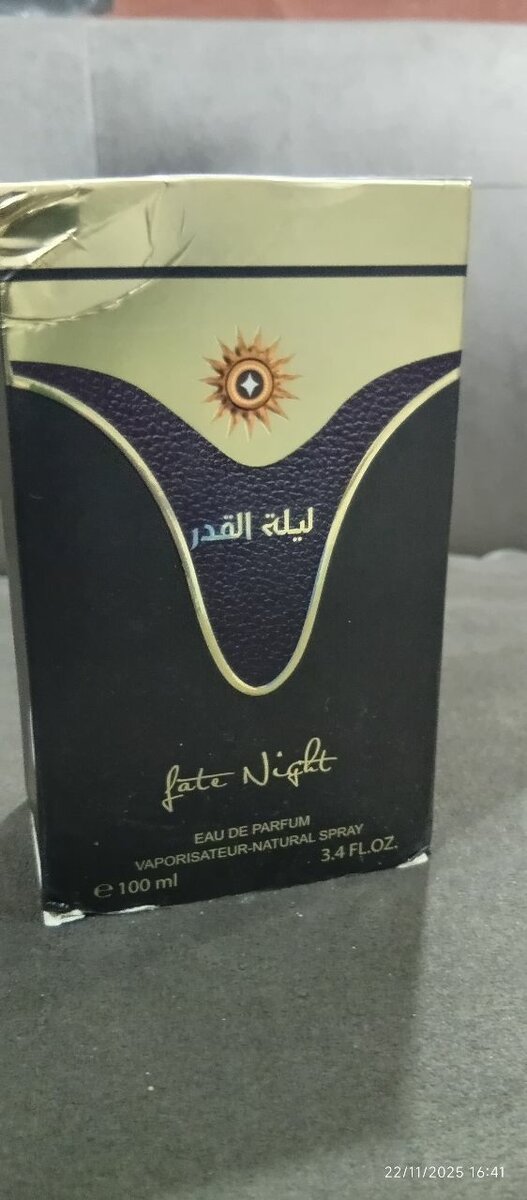 ليلة القدر
fate Night
EAU DE PARFUM
VAPORISATEUR-NATURAL SPRAY
℮ 100 ml 3.4 FL.OZ.
22/11/2025 16:41